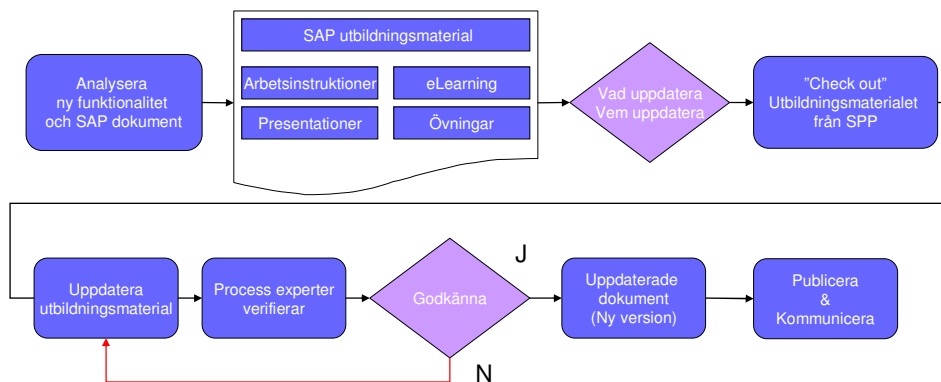 SAP utbildningsmaterial
Analysera
ny funktionalitet
och SAP dokument
Arbetsinstruktioner
eLearning
Presentationer
Övningar
Vad uppdatera
Vem uppdatera
”Check out”
Utbildningsmaterialet
från SPP
Uppdatera
utbildningsmaterial
Process experter
verifierar
Godkänna
J
N
Uppdaterade
dokument
(Ny version)
Publicera
&
Kommunicera